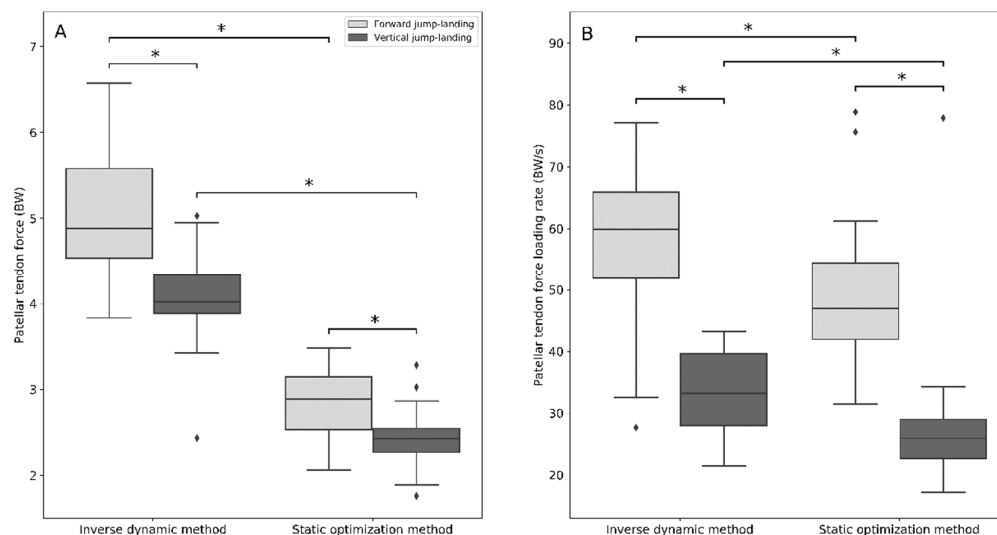 A
Forward jump-landing
Vertical jump-landing
*
*
*
*
7
6
5
4
3
2
Patellar tendon force (BW)
Inverse dynamic method
Static optimization method
B
*
*
*
*
90
80
70
60
50
40
30
20
Patellar tendon force loading rate (BW/s)
Inverse dynamic method
Static optimization method